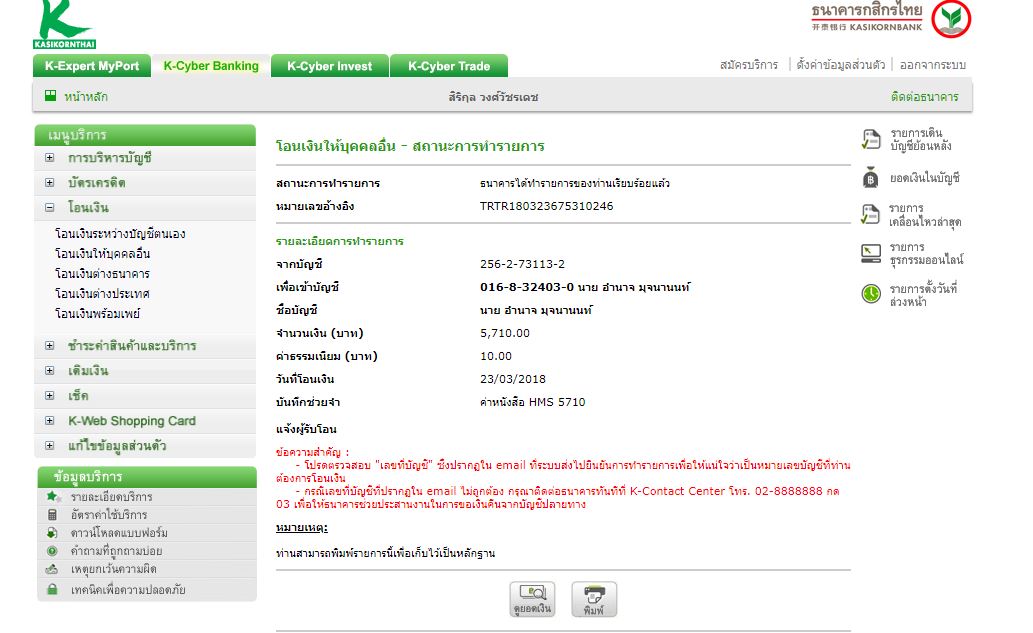 KASIKORNTHAI
ธนาคารกสิกรไทย
开泰银行 KASIKORNBANK
K-Expert MyPort K-Cyber Banking K-Cyber Invest K-Cyber Trade
สมัครบริการ | ตั้งค่าข้อมูลส่วนตัว | ออกจากระบบ
หน้าหลัก สิริกุล วงศ์วัชรเดช ติดต่อธนาคาร
เมนูบริการ
การบริหารบัญชี
บัตรเครดิต
โอนเงิน
โอนเงินระหว่างบัญชีตนเอง
โอนเงินให้บุคคลอื่น
โอนเงินต่างธนาคาร
โอนเงินต่างประเทศ
โอนเงินพร้อมเพย์
ชำระค่าสินค้าและบริการ
เติมเงิน
เช็ค
K-Web Shopping Card
แก้ไขข้อมูลส่วนตัว
ข้อมูลบริการ
รายละเอียดบริการ
อัตราค่าใช้บริการ
ดาวน์โหลดแบบฟอร์ม
คำถามที่ถูกถามบ่อย
เหตุยกเว้นความผิด
เทคนิคเพื่อความปลอดภัย
โอนเงินให้บุคคลอื่น - สถานะการทำรายการ
สถานะการทำรายการ ธนาคารได้ทำรายการของท่านเรียบร้อยแล้ว
หมายเลขอ้างอิง TRTR180323675310246
รายละเอียดการทำรายการ
จากบัญชี 256-2-73113-2
เพื่อเข้าบัญชี 016-8-32403-0 นาย อำนาจ มุจนานนท์
ชื่อบัญชี นาย อำนาจ มุจนานนท์
จำนวนเงิน (บาท) 5,710.00
ค่าธรรมเนียม (บาท) 10.00
วันที่โอนเงิน 23/03/2018
บันทึกช่วยจำ ค่าหนังสือ HMS 5710
แจ้งผู้รับโอน
ข้อความสำคัญ :
- โปรดตรวจสอบ "เลขที่บัญชี" ซึ่งปรากฏใน email ที่ระบบส่งไปยืนยันการทำรายการเพื่อให้แน่ใจว่าเป็นหมายเลขบัญชีที่ท่าน
ต้องการโอนเงิน
- กรณีเลขที่บัญชีที่ปรากฏใน email ไม่ถูกต้อง กรุณาติดต่อธนาคารทันทีที่ K-Contact Center โทร. 02-8888888 กด
03 เพื่อให้ธนาคารช่วยประสานงานในการขอเงินคืนจากบัญชีปลายทาง
หมายเหตุ:
ท่านสามารถพิมพ์รายการนี้เพื่อเก็บไว้เป็นหลักฐาน
ดูยอดเงิน พิมพ์
รายการเดิน
บัญชีย้อนหลัง
ยอดเงินในบัญชี
รายการ
เคลื่อนไหวล่าสุด
รายการ
ธุรกรรมออนไลน์
รายการตั้งวันที่
ล่วงหน้า